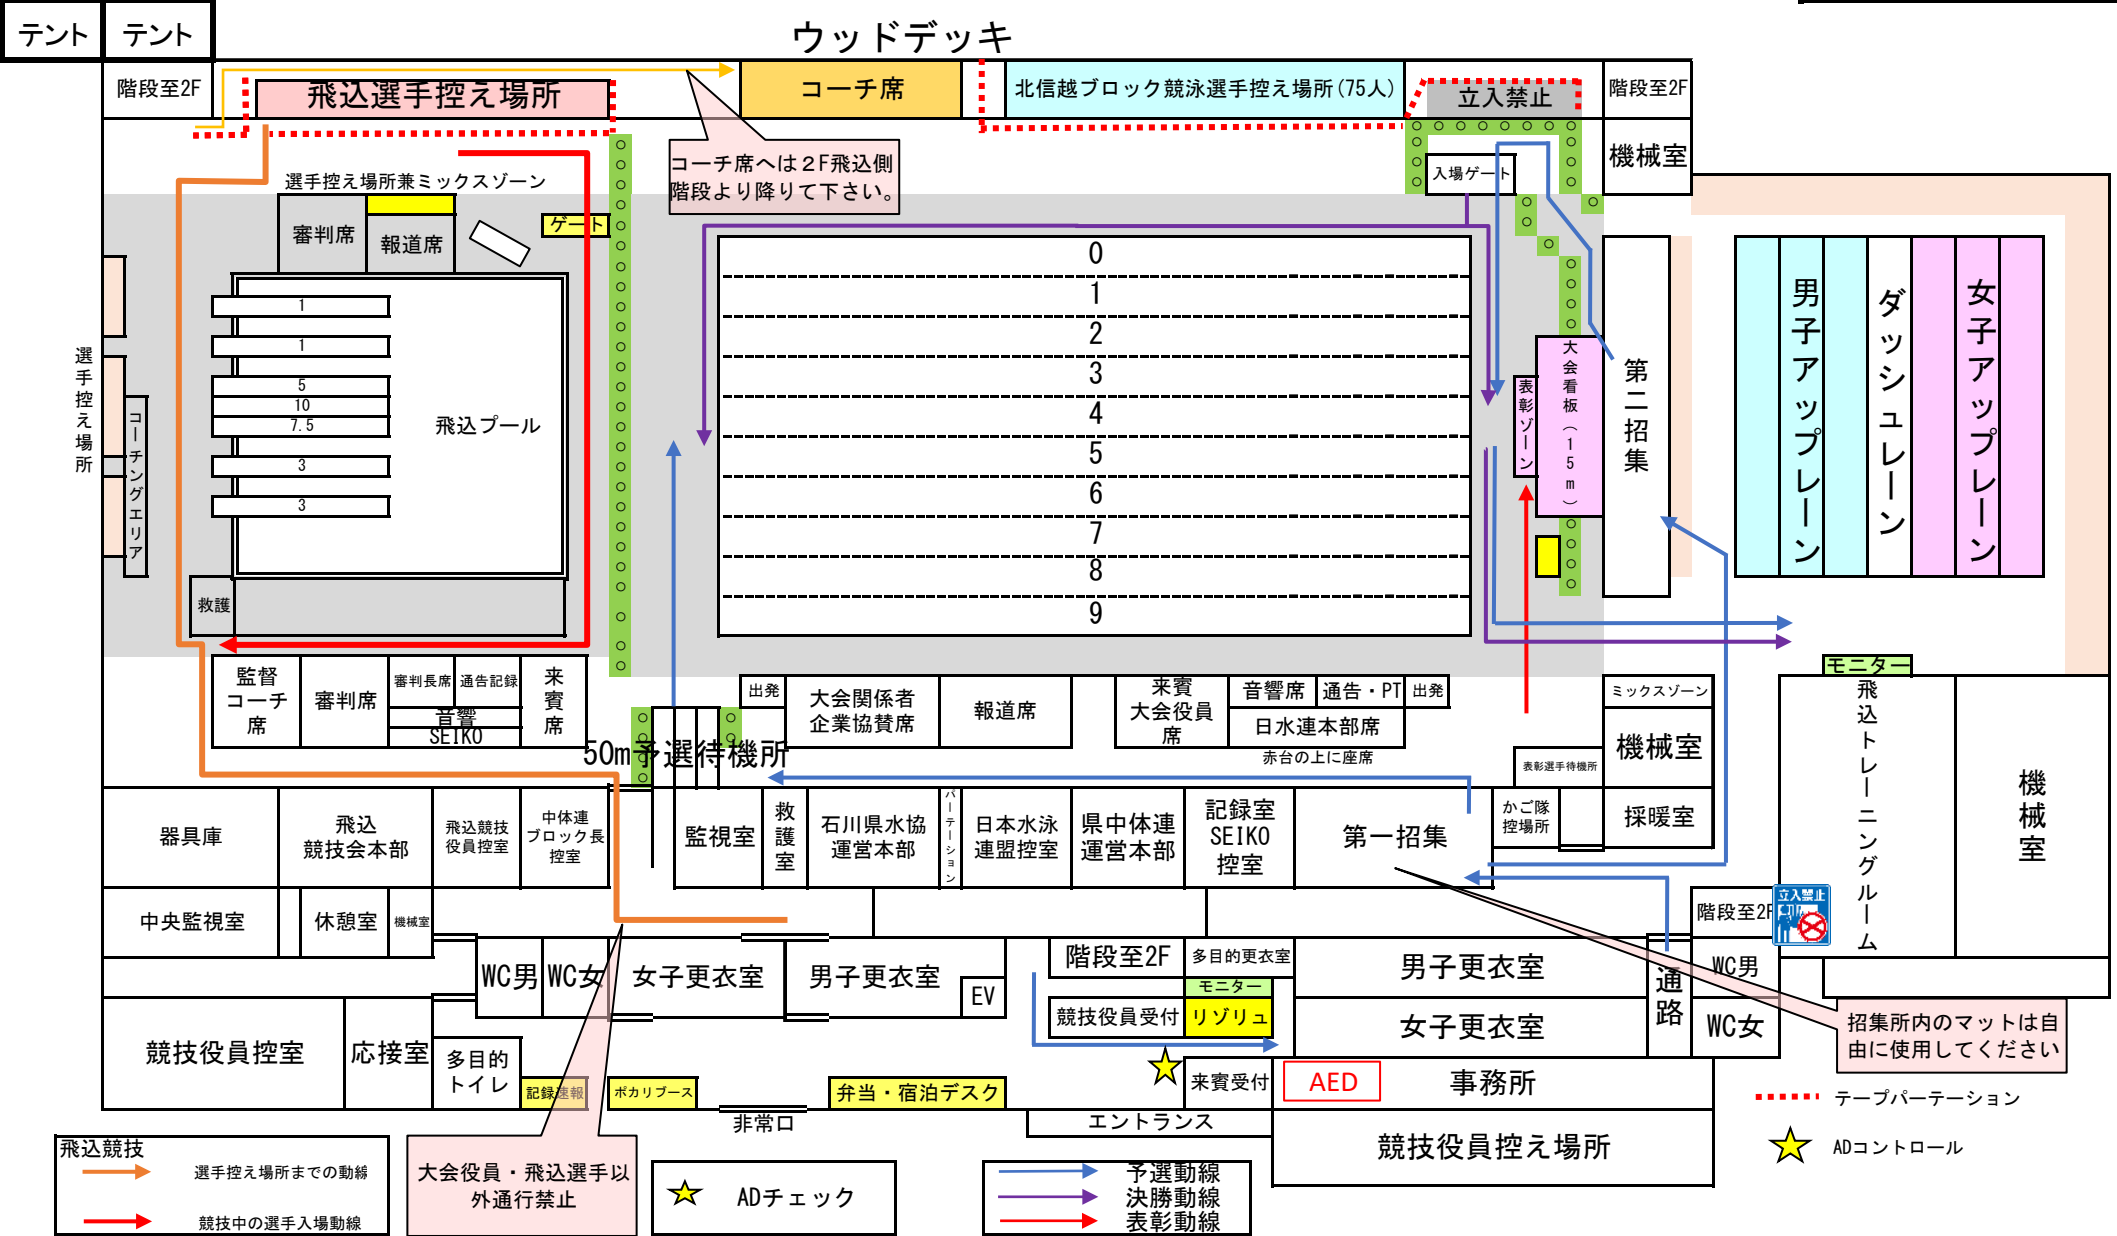 テント
テント
ウッドデッキ
階段至2F
飛込選手控え場所
コーチ席
北信越ブロック競泳選手控え場所(75人)
立入禁止
階段至2F
機械室
コーチ席へは２F飛込側
階段より降りて下さい。
入場ゲート
選手控え場所兼ミックスゾーン
審判席
報道席
ゲート
選手控え場所
コーチングエリア
1
1
5
10
7.5
3
3
飛込プール
救護
0
1
2
3
4
5
6
7
8
9
表彰ゾーン
大会看板（15m）
第二招集
男子アップレーン
ダッシュレーン
女子アップレーン
監督
コーチ
席
審判席
審判長席
通告記録
音響
SEIKO
来賓席
出発
大会関係者
企業協賛席
報道席
来賓
大会役員
席
音響席
通告・PT
出発
日水連本部席
赤台の上に座席
50m予選待機所
ミックスゾーン
機械室
表彰選手待機所
モニター
飛込トレーニングルーム
機械室
器具庫
飛込
競技会本部
飛込競技
役員控室
中体連
ブロック長
控室
監視室
救護室
石川県水協
運営本部
パーテーション
日本水泳
連盟控室
県中体連
運営本部
記録室
SEIKO
控室
第一招集
かご隊
控場所
採暖室
中央監視室
休憩室
機械室
階段至2F
立入禁止
WC男
WC女
女子更衣室
男子更衣室
EV
階段至2F
多目的更衣室
モニター
競技役員受付
リゾリュ
男子更衣室
女子更衣室
通路
WC男
WC女
招集所内のマットは自
由に使用してください
競技役員控室
応接室
多目的
トイレ
記録速報
ポカリブース
弁当・宿泊デスク
来賓受付
AED
事務所
非常口
エントランス
競技役員控え場所
テープパーテーション
ADコントロール
飛込競技
選手控え場所までの動線
競技中の選手入場動線
大会役員・飛込選手以
外通行禁止
ADチェック
予選動線
決勝動線
表彰動線